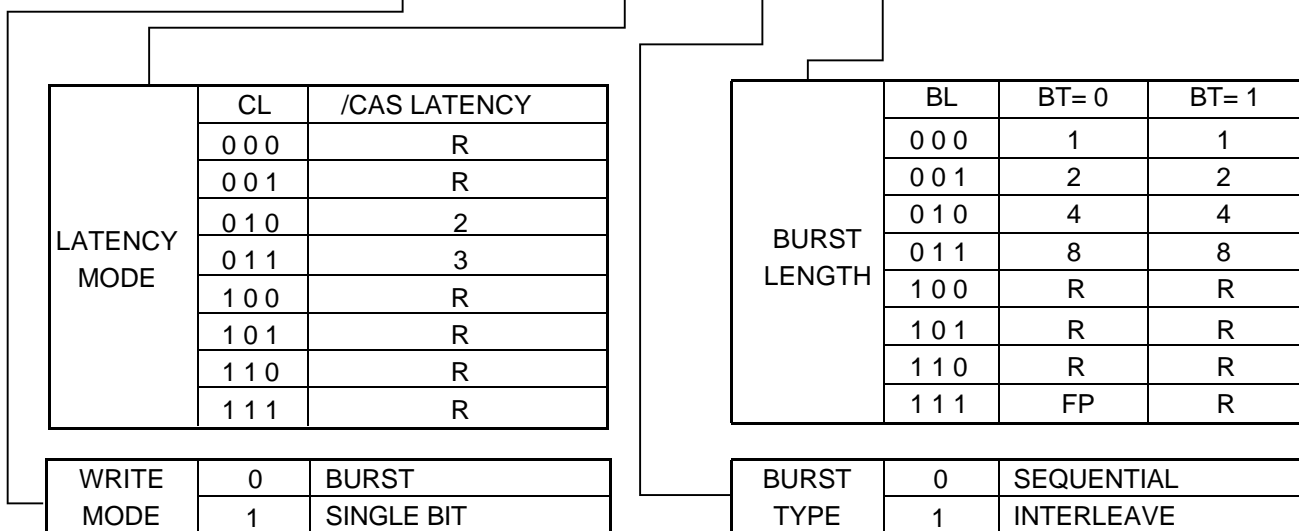 CL /CAS LATENCY
0 0 0 R
0 0 1 R
0 1 0 2
0 1 1 3
1 0 0 R
1 0 1 R
1 1 0 R
1 1 1 R
LATENCY
MODE
BL BT= 0 BT= 1
0 0 0 1 1
0 0 1 2 2
0 1 0 4 4
0 1 1 8 8
1 0 0 R R
1 0 1 R R
1 1 0 R R
1 1 1 FP R
BURST
LENGTH
WRITE
MODE
0 BURST
1 SINGLE BIT
BURST
TYPE
0 SEQUENTIAL
1 INTERLEAVE